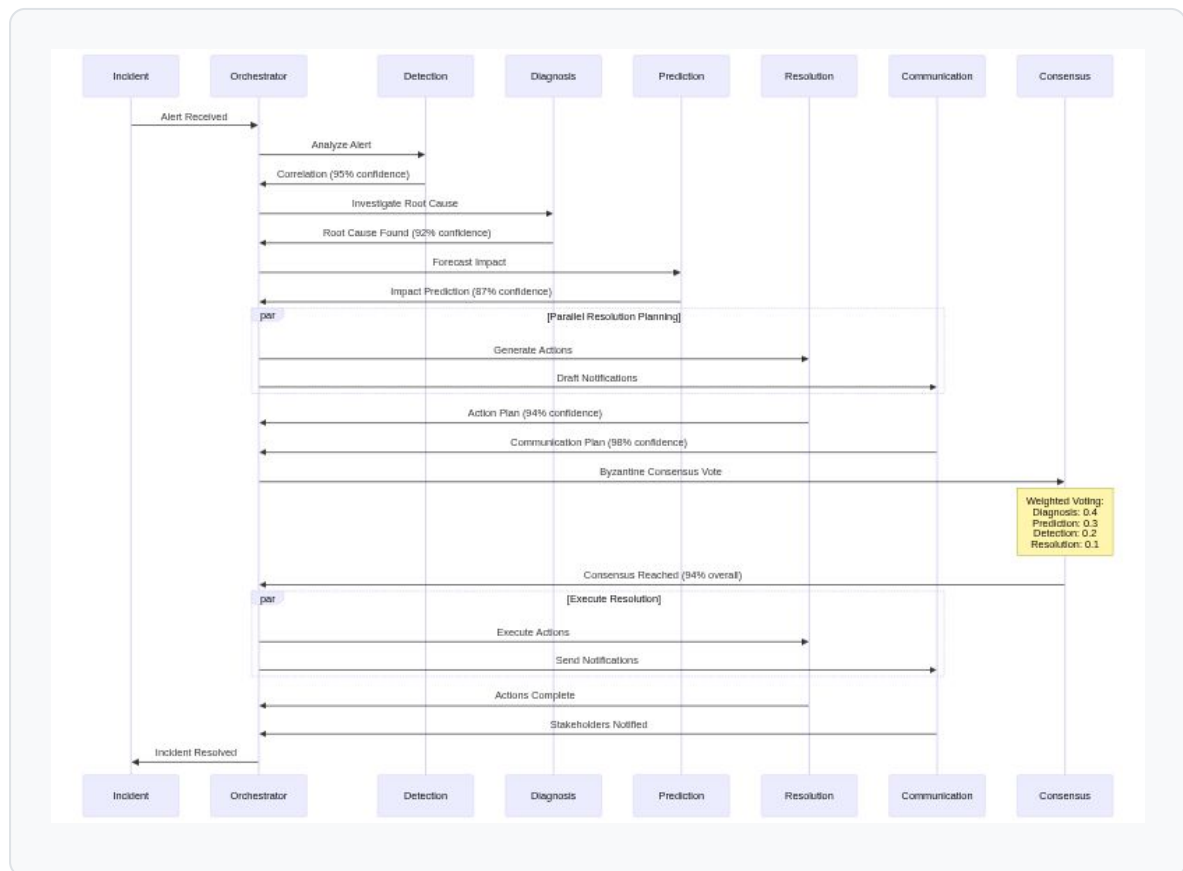 Incident
Orchestrator
Detection
Diagnosis
Prediction
Resolution
Communication
Consensus
Alert Received
Analyze Alert
Correlation (95% confidence)
Investigate Root Cause
Root Cause Found (92% confidence)
Forecast Impact
Impact Prediction (87% confidence)
par
[Parallel Resolution Planning]
Generate Actions
Draft Notifications
Action Plan (94% confidence)
Communication Plan (98% confidence)
Byzantine Consensus Vote
Weighted Voting:
Diagnosis: 0.4
Prediction: 0.3
Detection: 0.2
Resolution: 0.1
Consensus Reached (94% overall)
par
[Execute Resolution]
Execute Actions
Send Notifications
Actions Complete
Stakeholders Notified
Incident Resolved
Incident
Orchestrator
Detection
Diagnosis
Prediction
Resolution
Communication
Consensus